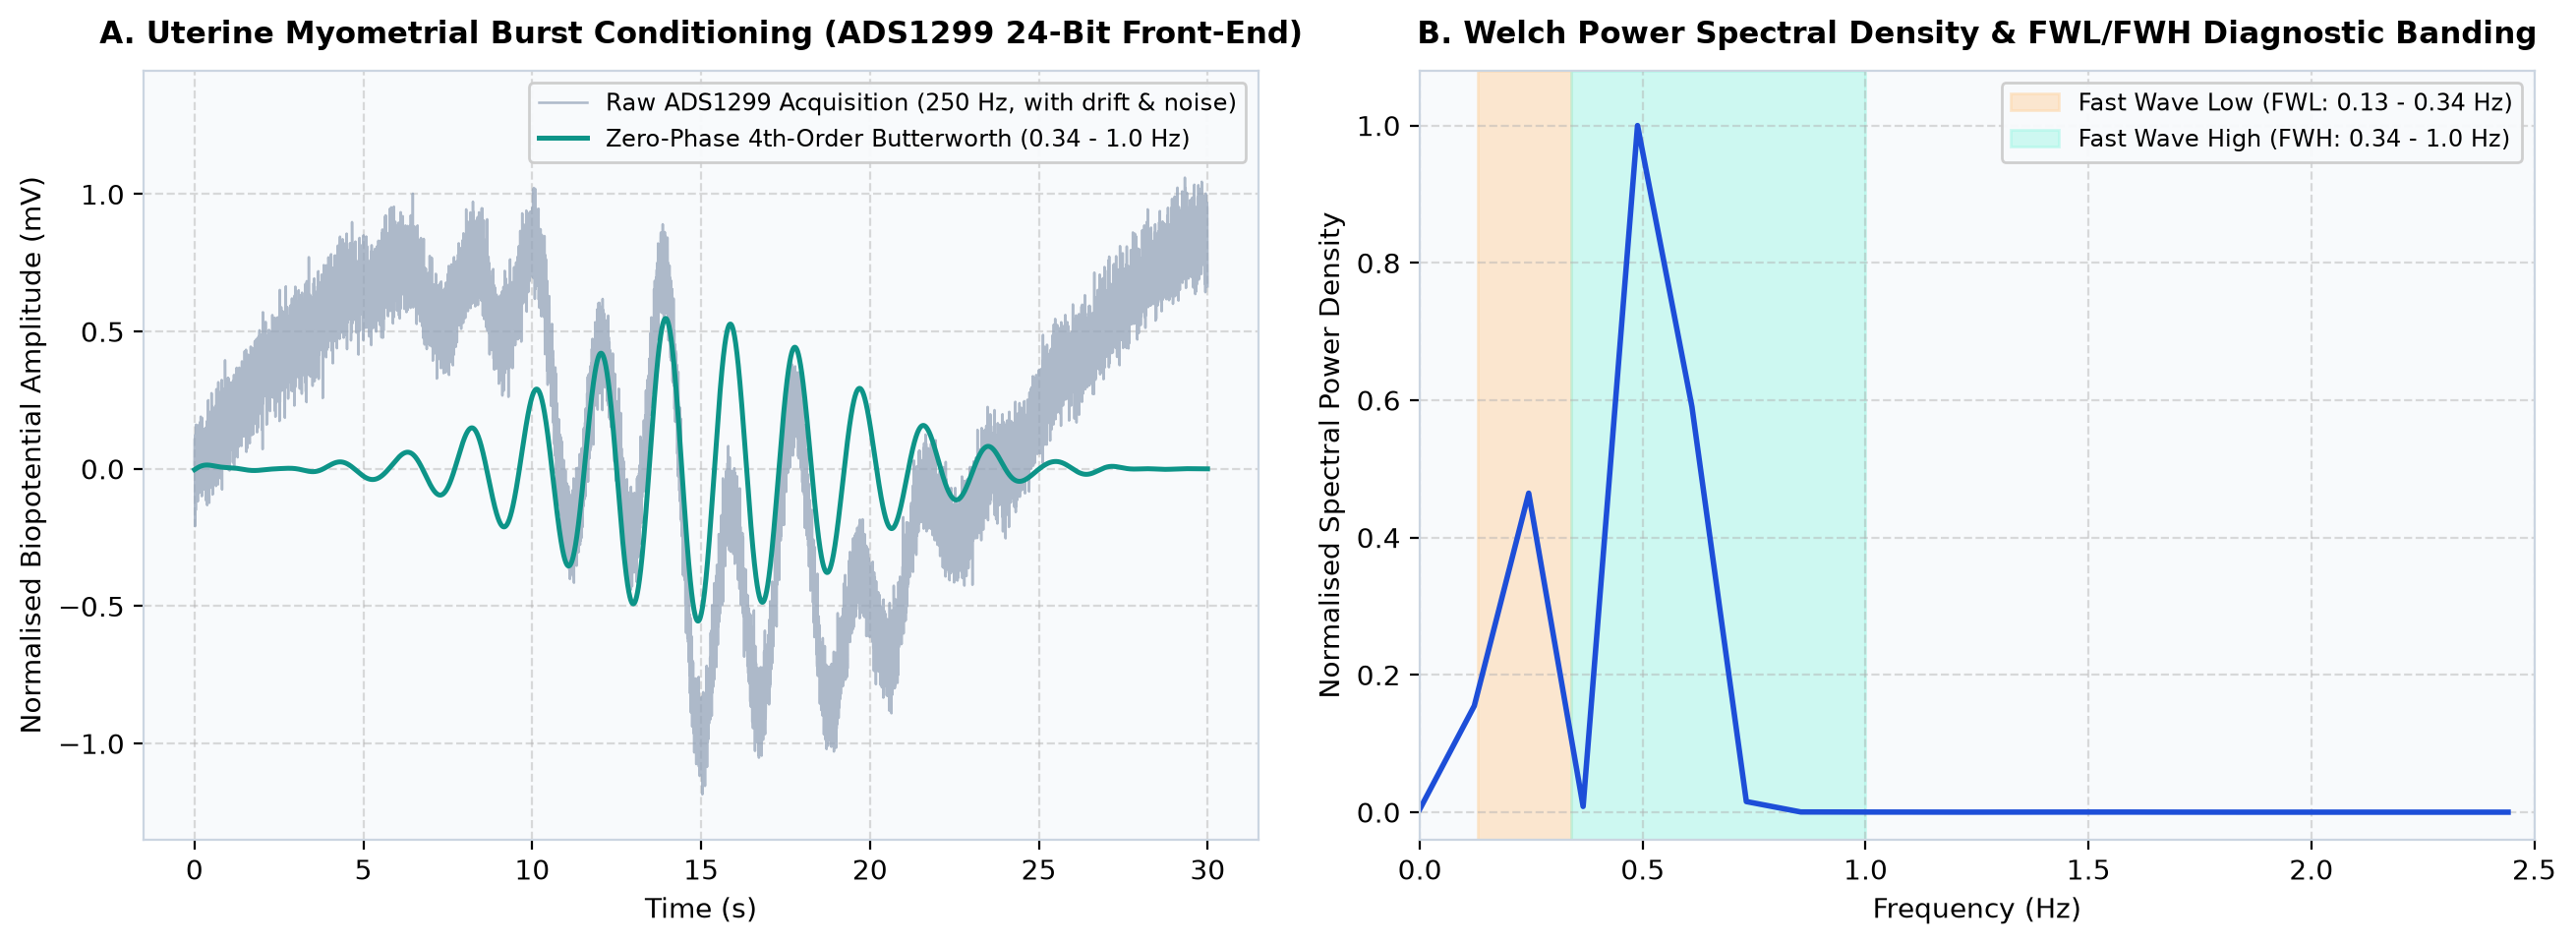 A. Uterine Myometrial Burst Conditioning (ADS1299 24-Bit Front-End)
Raw ADS1299 Acquisition (250 Hz, with drift & noise)
Zero-Phase 4th-Order Butterworth (0.34 - 1.0 Hz)
Normalised Biopotential Amplitude (mV)
1.0
0.5
0.0
−0.5
−1.0
0 5 10 15 20 25 30
Time (s)
B. Welch Power Spectral Density & FWL/FWH Diagnostic Banding
Fast Wave Low (FWL: 0.13 - 0.34 Hz)
Fast Wave High (FWH: 0.34 - 1.0 Hz)
Normalised Spectral Power Density
1.0
0.8
0.6
0.4
0.2
0.0
0.0 0.5 1.0 1.5 2.0 2.5
Frequency (Hz)